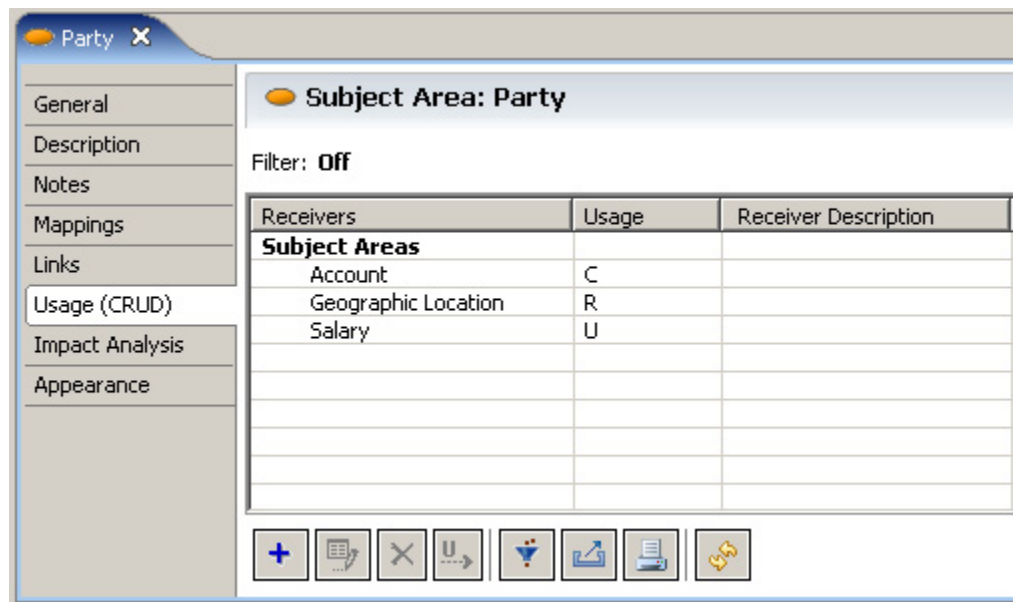 Party
General
Description
Notes
Mappings
Links
Usage (CRUD)
Impact Analysis
Appearance
Subject Area: Party
Filter: Off
Receivers Usage Receiver Description
Subject Areas
Account C
Geographic Location R
Salary U
U